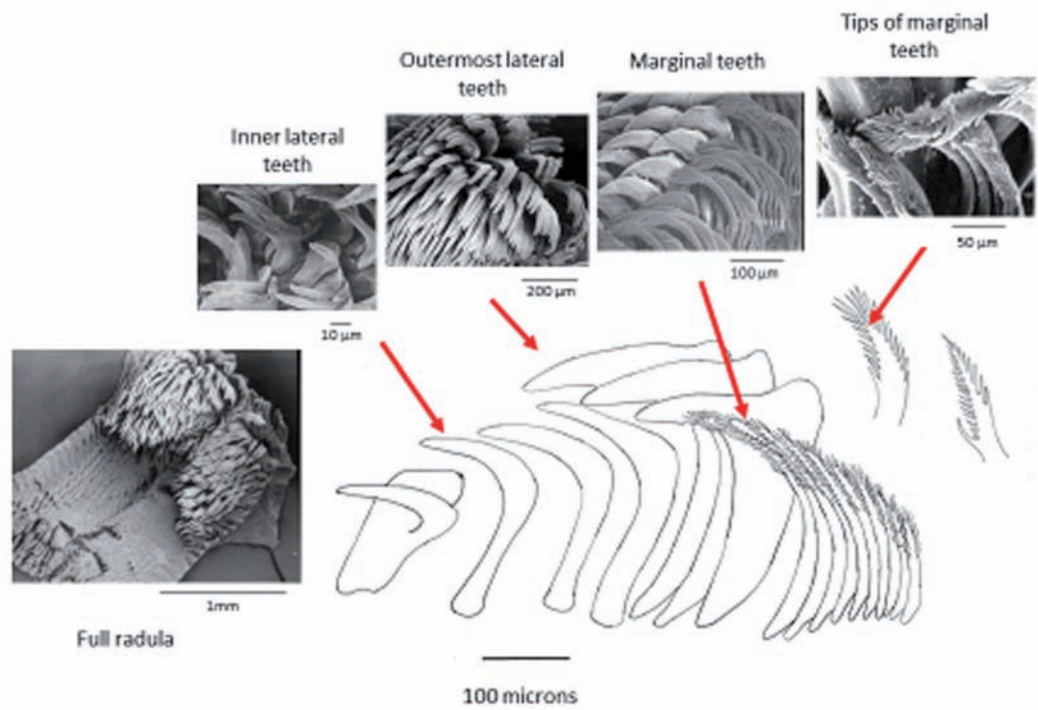 Tips of marginal
teeth
Outermost lateral
teeth
Marginal teeth
Inner lateral
teeth
50 µm
100 µm
200 µm
10 µm
1mm
Full radula
100 microns